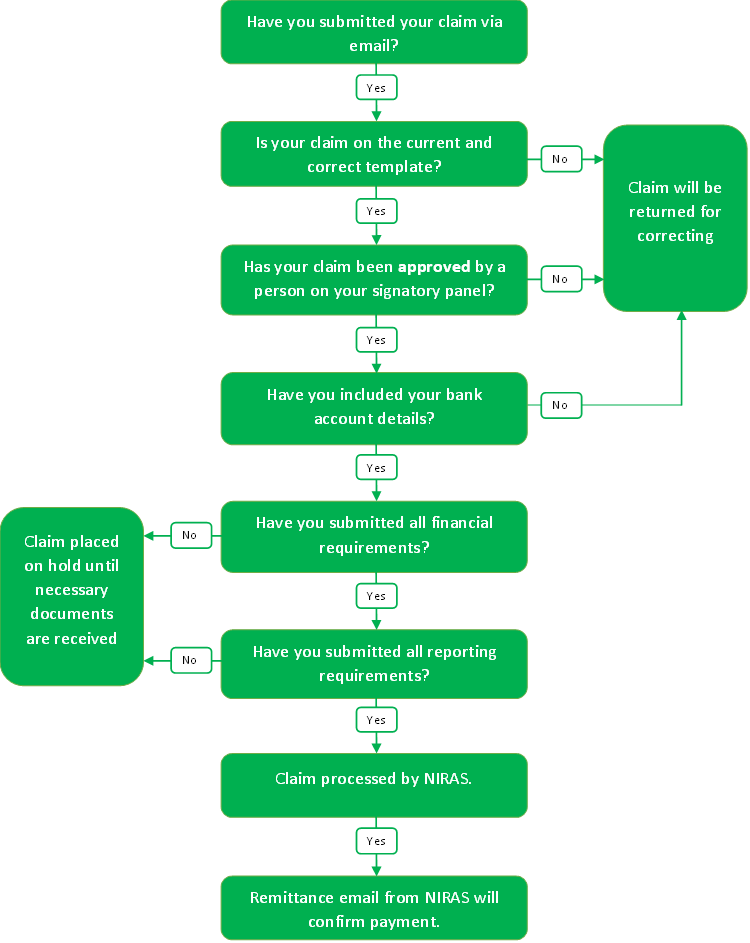 Have you submitted your claim via
email?
Yes
Is your claim on the current and
correct template?
No
Claim will be
returned for
correcting
Yes
Has your claim been approved by a
person on your signatory panel?
No
Yes
Have you included your bank
account details?
No
Yes
Have you submitted all financial
requirements?
No
Claim placed
on hold until
necessary
documents
are received
Yes
Have you submitted all reporting
requirements?
No
Yes
Claim processed by NIRAS.
Yes
Remittance email from NIRAS will
confirm payment.